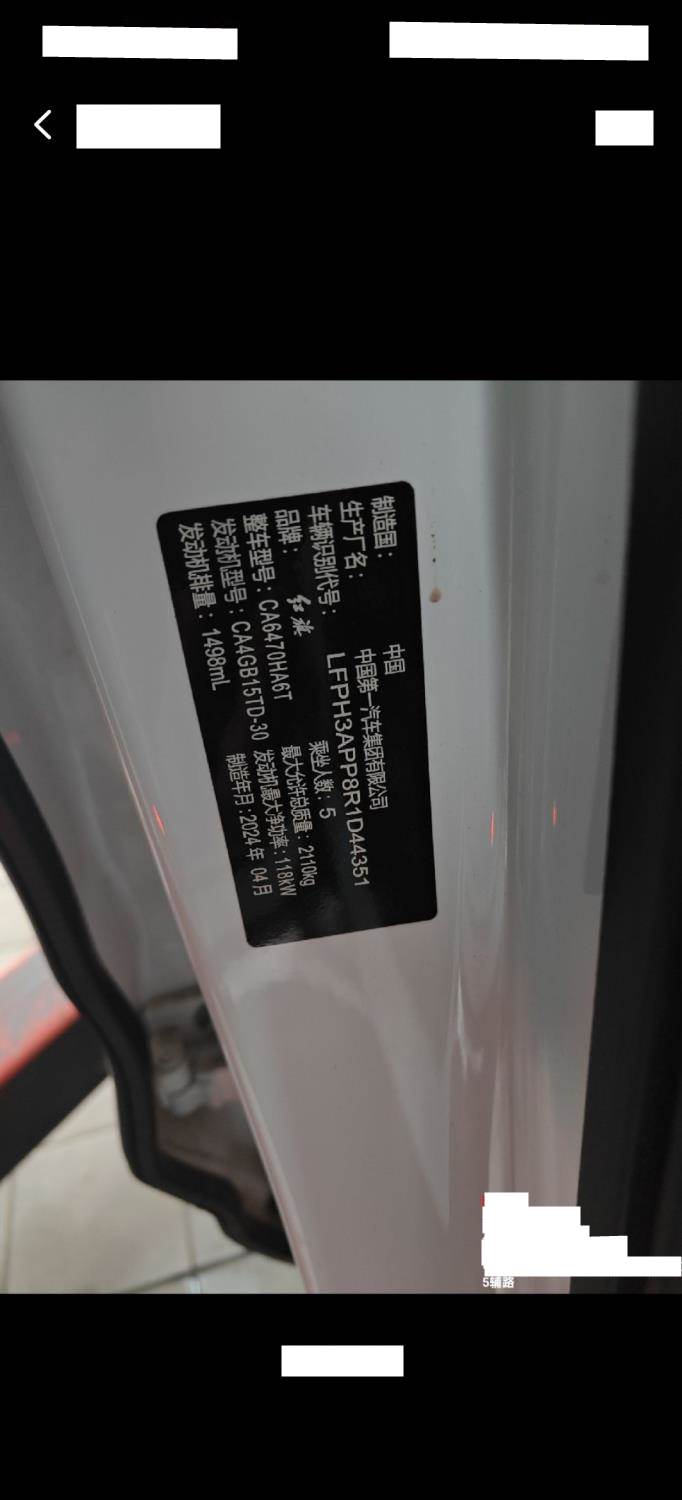 制造国： 中国
生产厂名： 中国第一汽车集团有限公司
车辆识别代号： LFPH3APP8R1D44351
品牌： 红旗 乘坐人数：5
整车型号：CA6470HA6T 最大允许总质量：2110kg
发动机型号：CA4GB15TD-30 发动机最大净功率：118kW
发动机排量：1498mL 制造年月：2024年 04月
5辅路